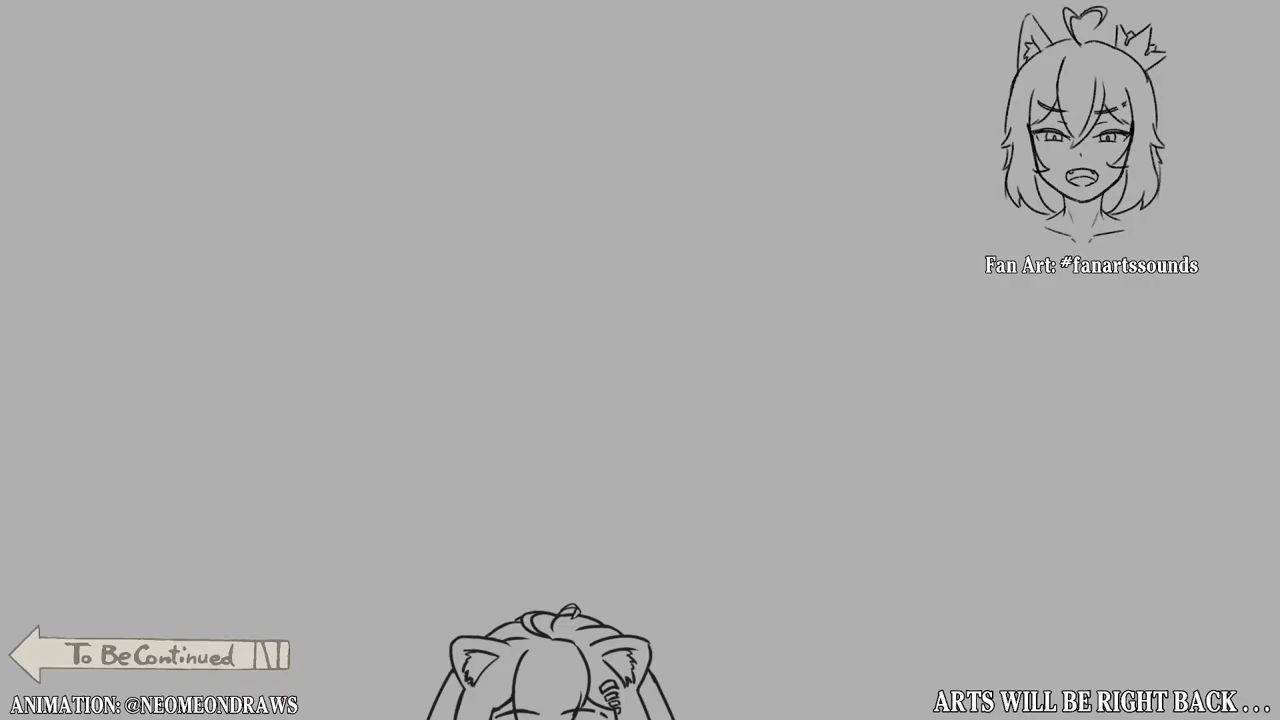 Fan Art: #fanartssounds
To Be Continued
ANIMATION: @NEOMEONDRAWS
ARTS WILL BE RIGHT BACK . . .